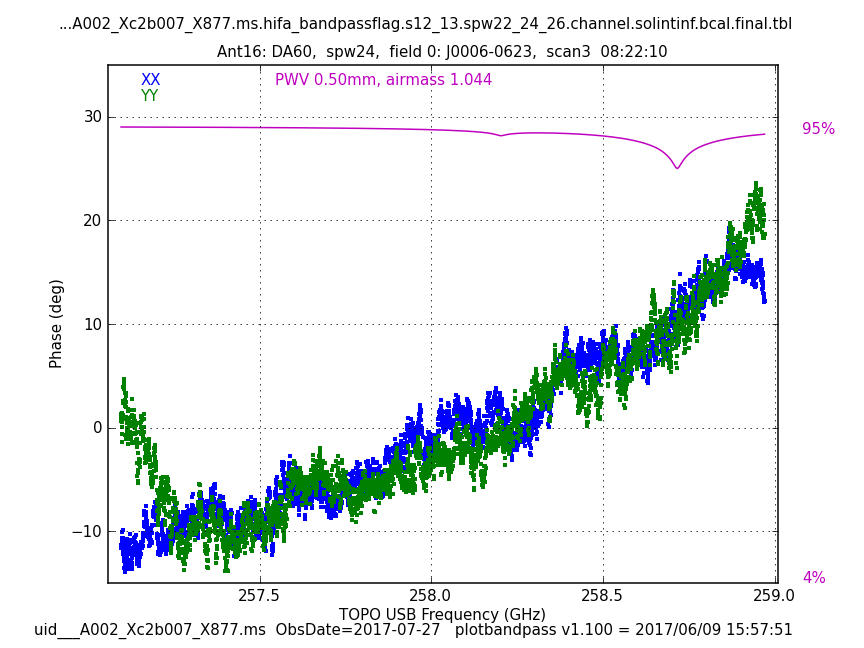 ...A002_Xc2b007_X877.ms.hifa_bandpassflag.s12_13.spw22_24_26.channel.solintinf.bcal.final.tbl
Ant16: DA60,  spw24,  field 0: J0006-0623,  scan3  08:22:10
XX
PWV 0.50mm, airmass 1.044
YY
30
95%
20
10
Phase (deg)
0
−10
4%
257.5
258.0
258.5
259.0
TOPO USB Frequency (GHz)
uid___A002_Xc2b007_X877.ms  ObsDate=2017-07-27   plotbandpass v1.100 = 2017/06/09 15:57:51